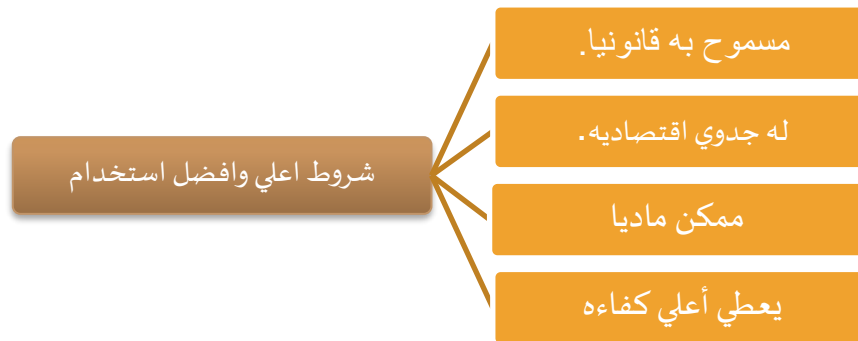 شروط اعلي وافضل استخدام
مسموح به قانونيا.
له جدوي اقتصاديه.
ممكن ماديا
يعطي أعلي كفاءه